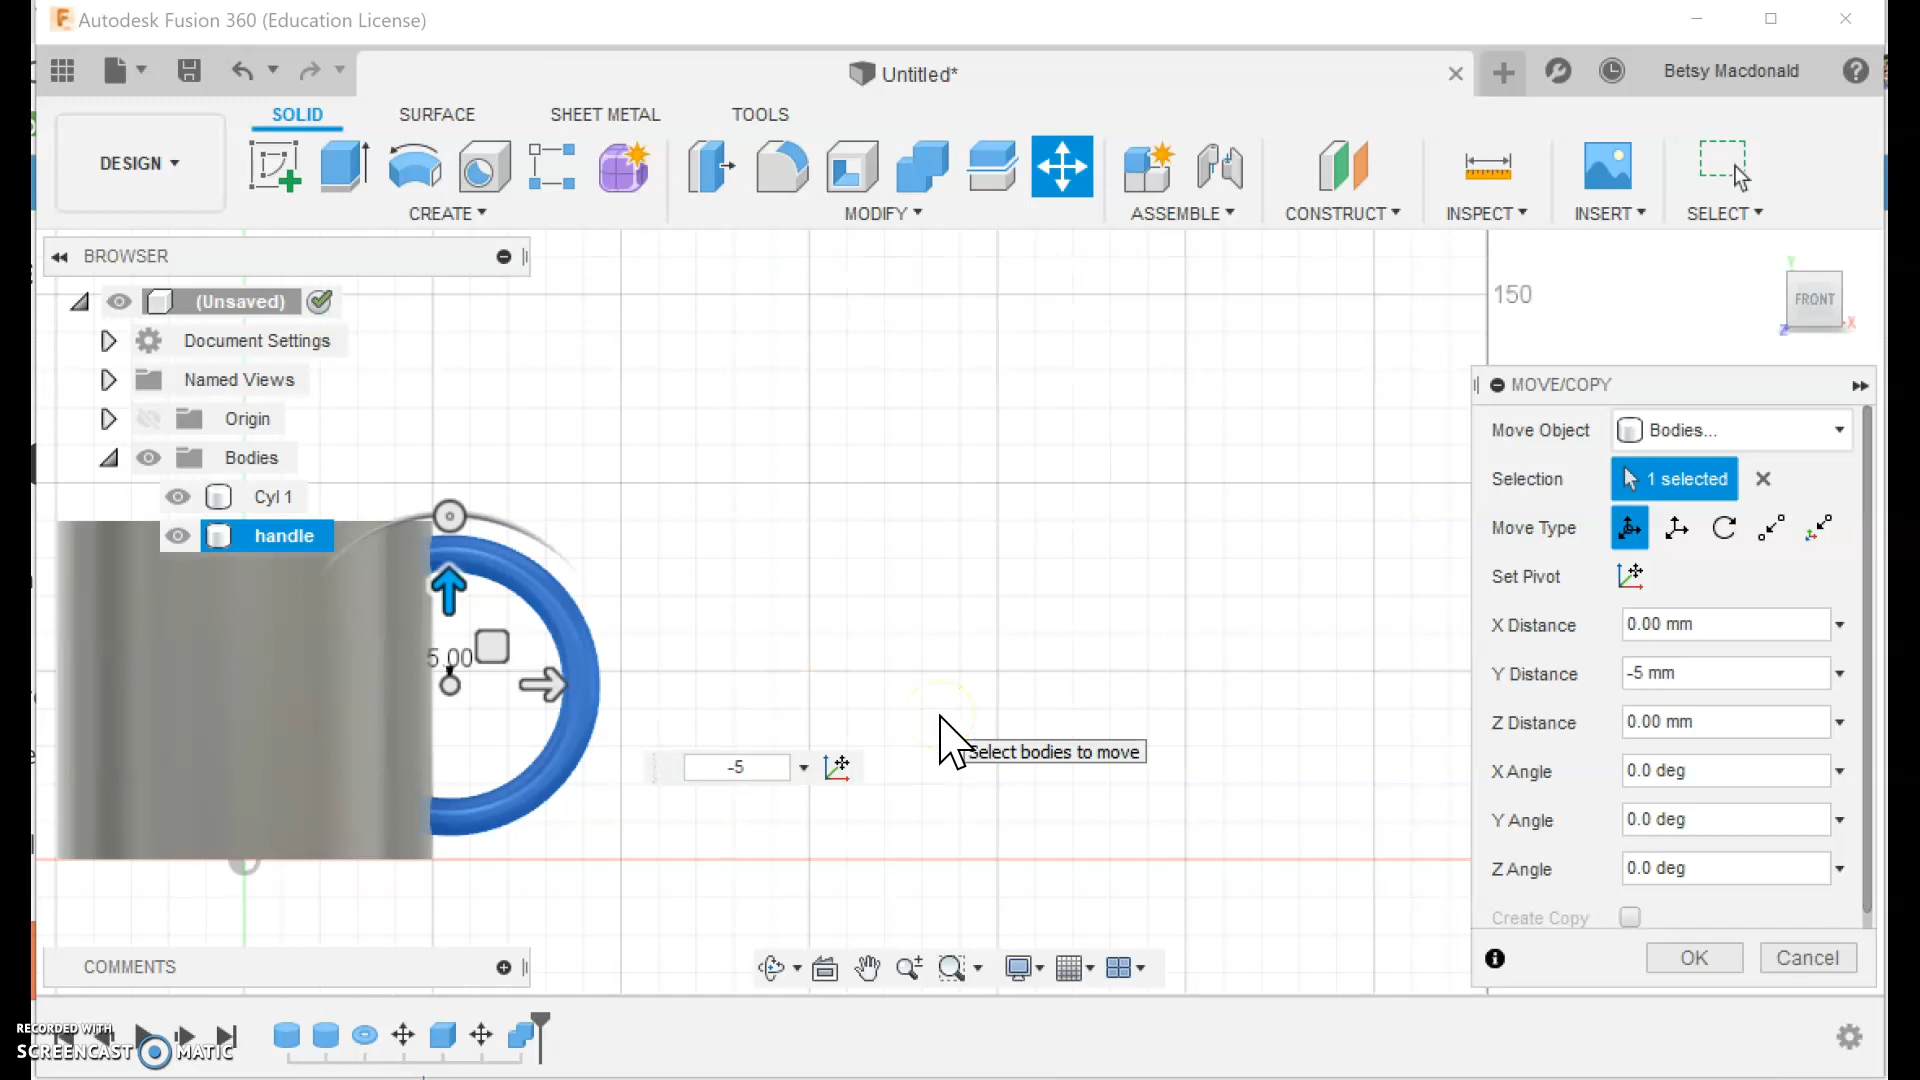 Autodesk Fusion 360 (Education License)
Untitled*
Betsy Macdonald
SOLID SURFACE SHEET METAL TOOLS
DESIGN
CREATE MODIFY ASSEMBLE CONSTRUCT INSPECT INSERT SELECT
BROWSER
(Unsaved)
Document Settings
Named Views
Origin
Bodies
Cyl 1
handle
150
Y
FRONT
X
Z
5.00
-5
Select bodies to move
MOVE/COPY
Move Object Bodies...
Selection 1 selected
Move Type
Set Pivot
X Distance 0.00 mm
Y Distance -5 mm
Z Distance 0.00 mm
X Angle 0.0 deg
Y Angle 0.0 deg
Z Angle 0.0 deg
Create Copy
OK Cancel
COMMENTS
RECORDED WITH
SCREENCAST MATIC